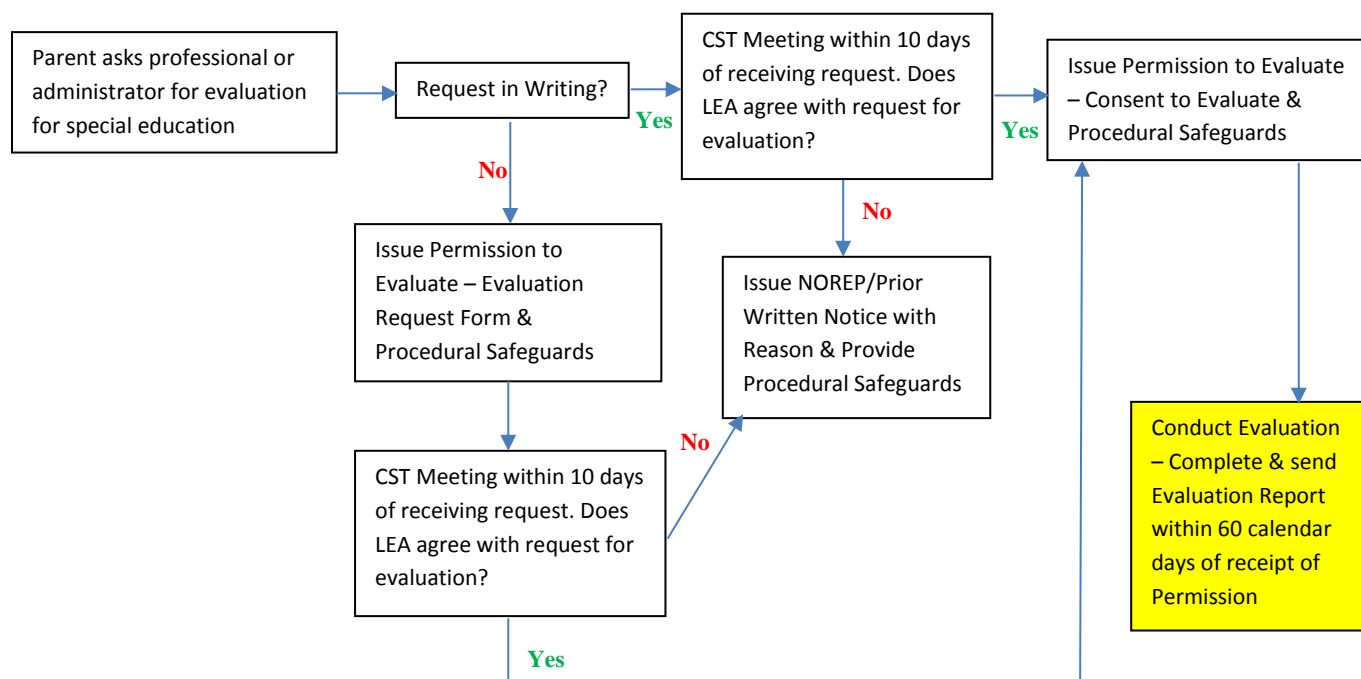 Parent asks professional or
administrator for evaluation
for special education
Request in Writing?
Yes
No
CST Meeting within 10 days
of receiving request. Does
LEA agree with request for
evaluation?
Yes
No
Issue Permission to Evaluate
– Consent to Evaluate &
Procedural Safeguards
Issue Permission to
Evaluate – Evaluation
Request Form &
Procedural Safeguards
Issue NOREP/Prior
Written Notice with
Reason & Provide
Procedural Safeguards
Conduct Evaluation
– Complete & send
Evaluation Report
within 60 calendar
days of receipt of
Permission
CST Meeting within 10 days
of receiving request. Does
LEA agree with request for
evaluation?
No
Yes